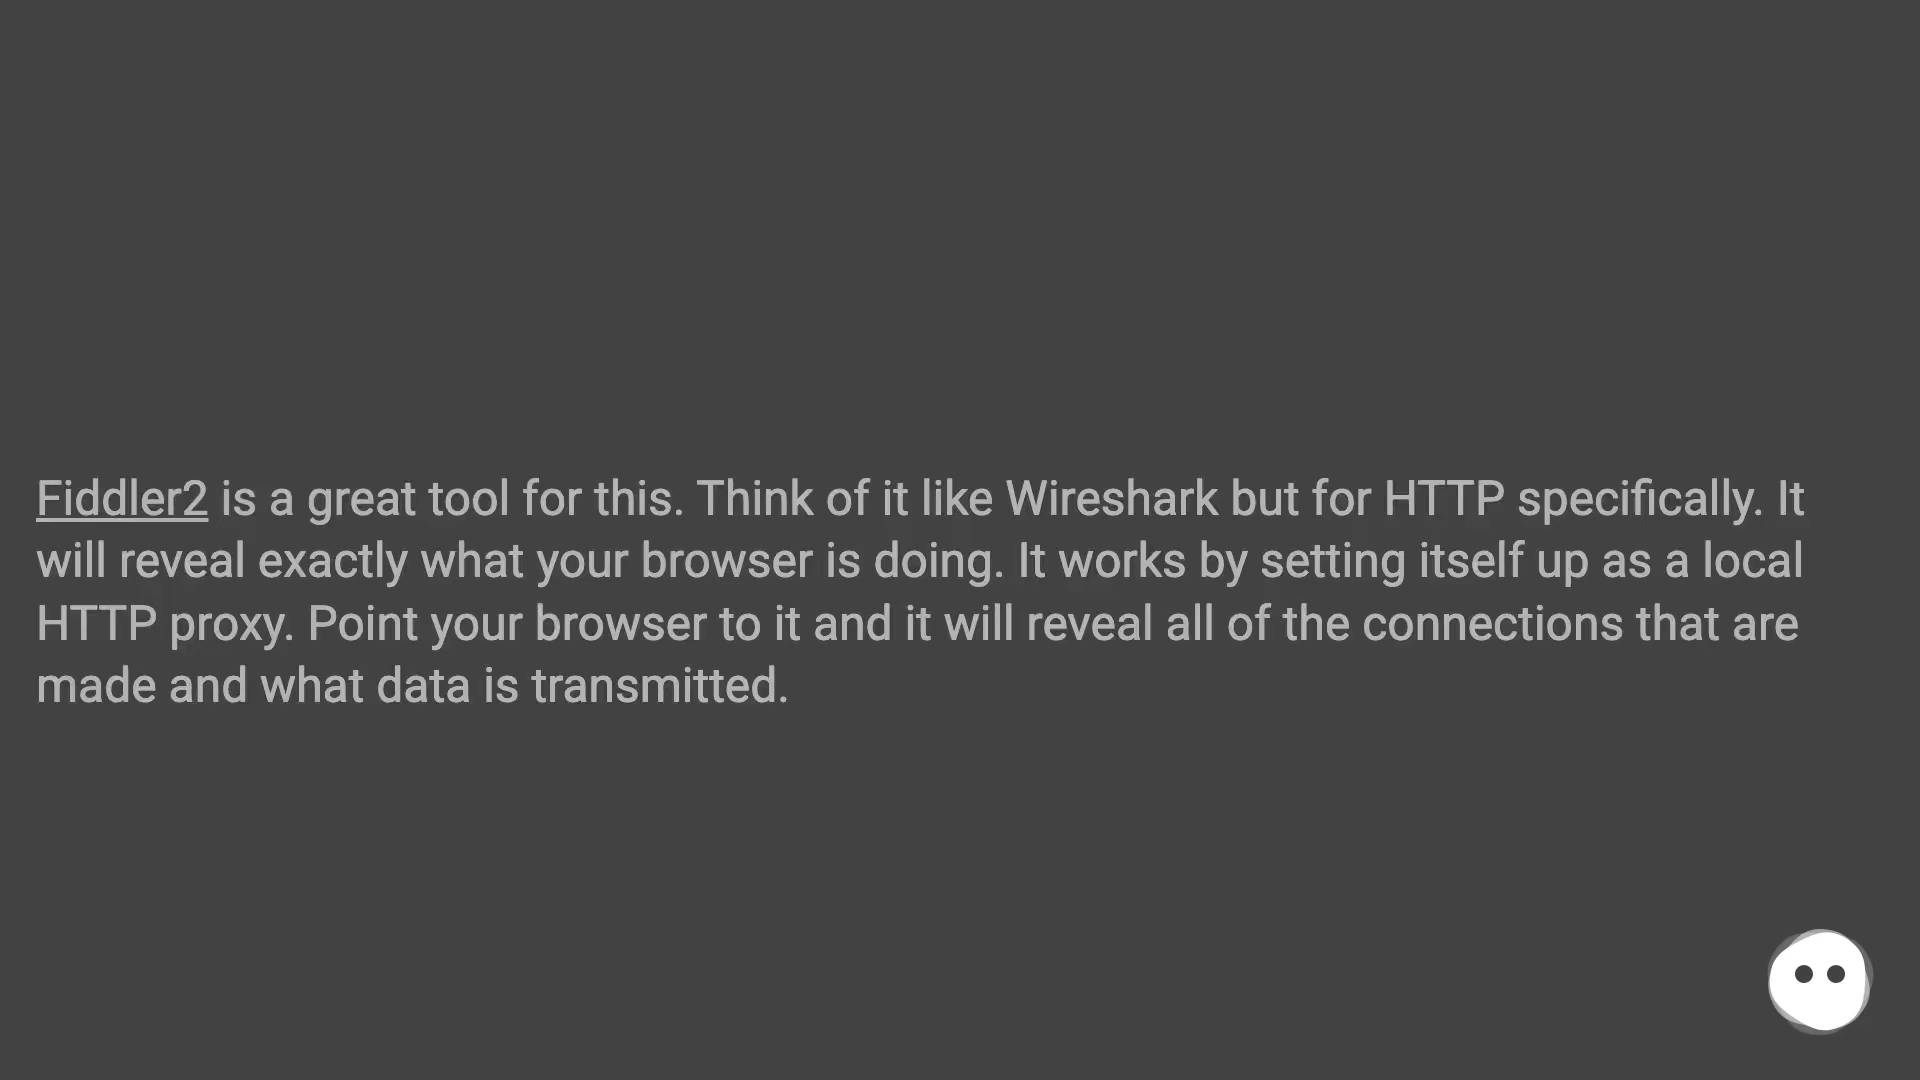 Fiddler2 is a great tool for this. Think of it like Wireshark but for HTTP specifically. It
will reveal exactly what your browser is doing. It works by setting itself up as a local
HTTP proxy. Point your browser to it and it will reveal all of the connections that are
made and what data is transmitted.